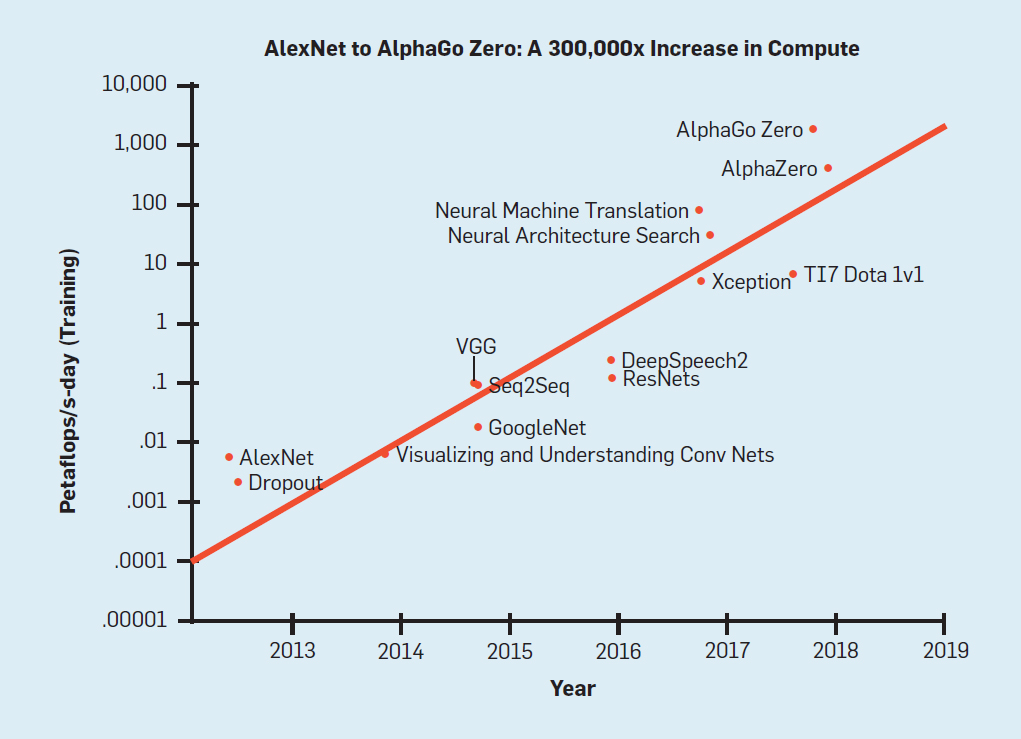 AlexNet to AlphaGo Zero: A 300,000x Increase in Compute
10,000
1,000
100
10
1
.1
.01
.001
.0001
.00001
Petaflops/s-day (Training)
AlphaGo Zero
AlphaZero
Neural Machine Translation
Neural Architecture Search
Xception
TI7 Dota 1v1
VGG
DeepSpeech2
ResNets
Seq2Seq
GoogleNet
Visualizing and Understanding Conv Nets
AlexNet
Dropout
2013
2014
2015
2016
2017
2018
2019
Year